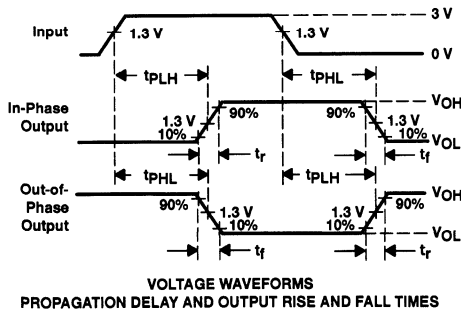 3 V
Input
1.3 V
1.3 V
0 V
tPLH
tPHL
In-Phase
Output
VOH
90%
90%
1.3 V
1.3 V
10%
10%
VOL
tr
tf
tPHL
tPLH
Out-of-
Phase
Output
VOH
90%
90%
1.3 V
1.3 V
10%
10%
VOL
tf
tr
VOLTAGE WAVEFORMS
PROPAGATION DELAY AND OUTPUT RISE AND FALL TIMES